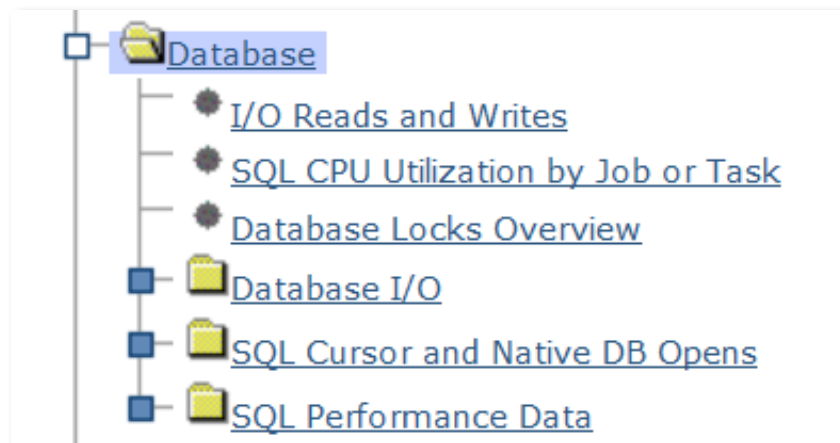 Database
I/O Reads and Writes
SQL CPU Utilization by Job or Task
Database Locks Overview
Database I/O
SQL Cursor and Native DB Opens
SQL Performance Data